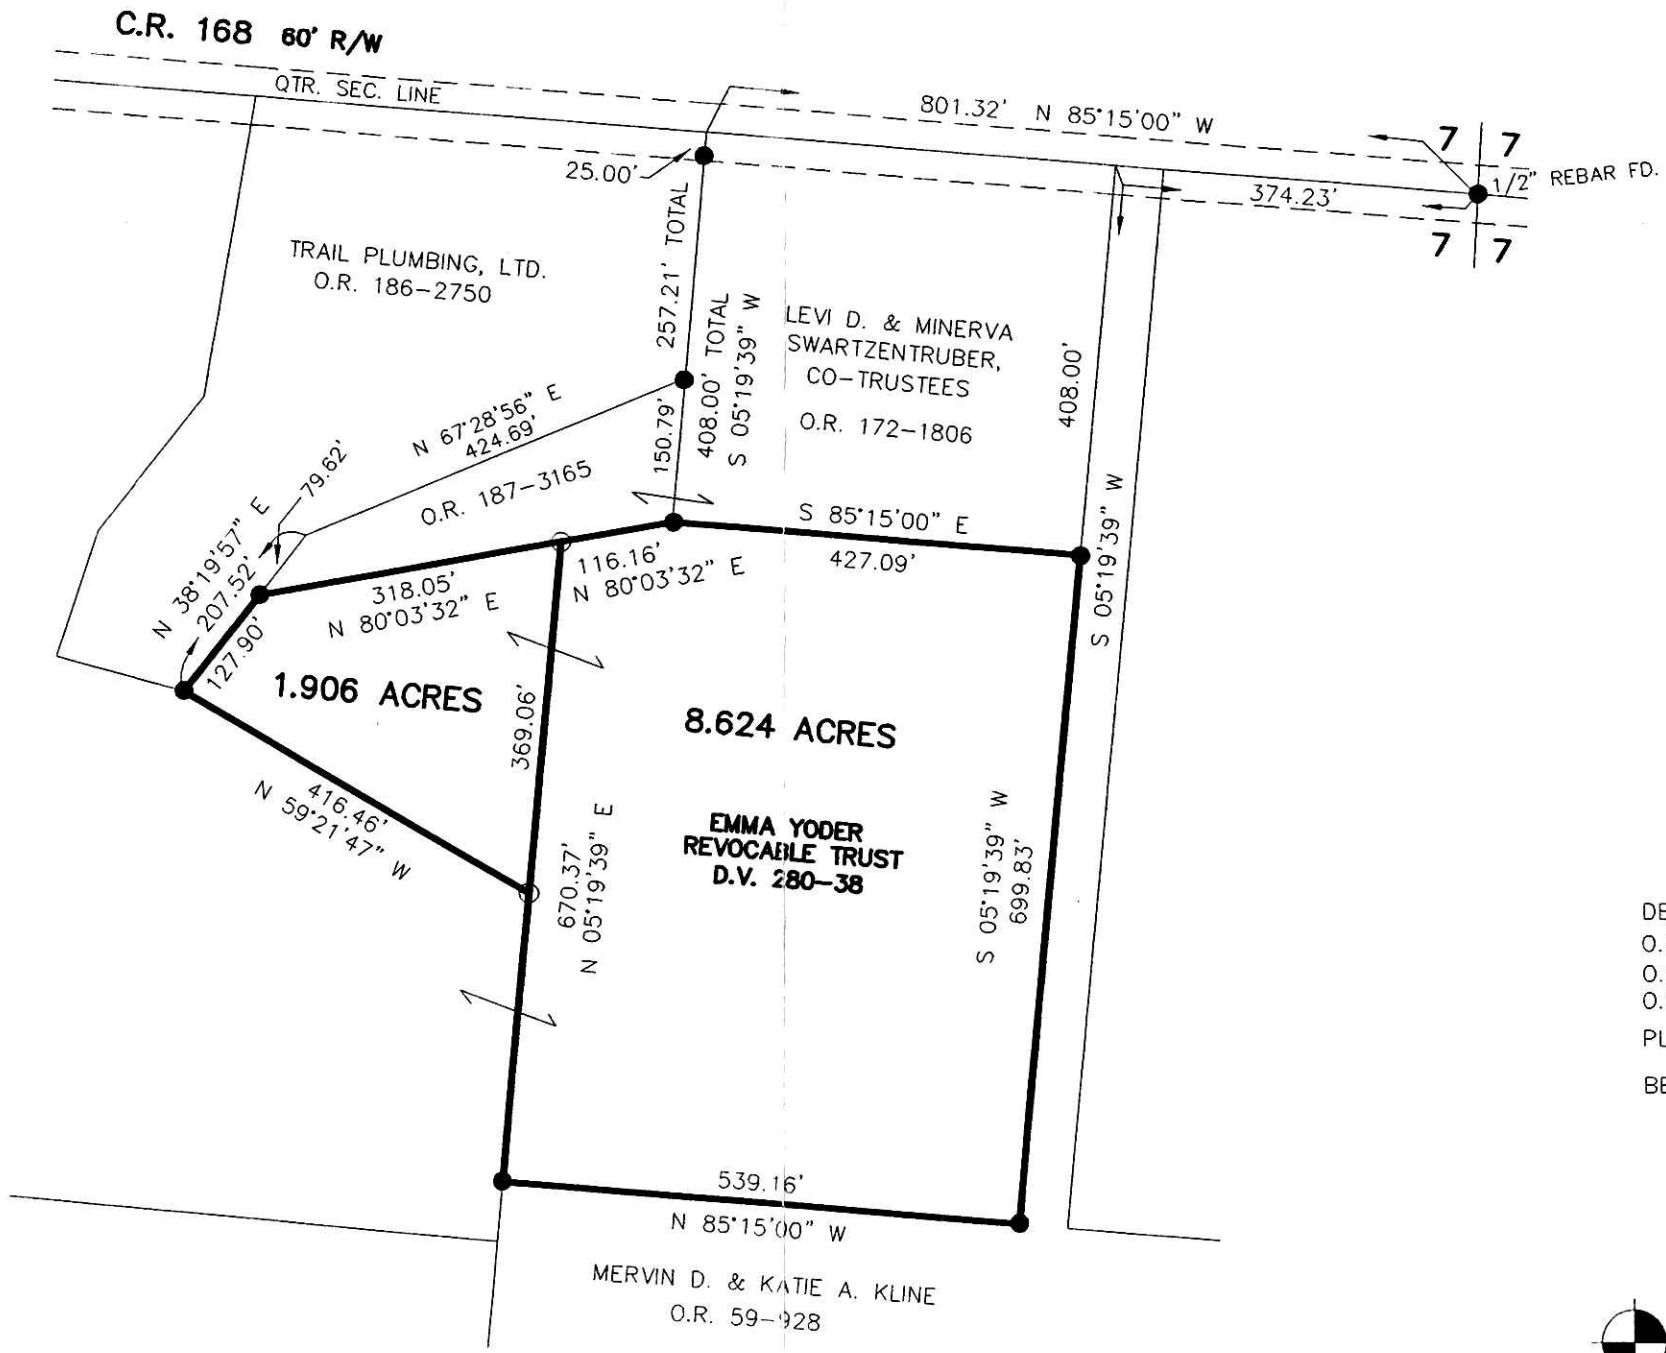 C.R. 168 60' R/W
QTR. SEC. LINE
801.32' N 85°15'00" W
7 7
1/2" REBAR FD.
25.00'
374.23'
7 7
TRAIL PLUMBING, LTD.
O.R. 186-2750
257.21' TOTAL
408.00' TOTAL
S 05°19'39" W
150.79'
LEVI D. & MINERVA
SWARTZENTRUBER,
CO-TRUSTEES
O.R. 172-1806
408.00'
S 05°19'39" W
N 67°28'56" E
424.69'
79.62'
O.R. 187-3165
N 38°19'57" E
207.52'
127.90'
S 85°15'00" E
427.09'
116.16'
N 80°03'32" E
318.05'
N 80°03'32" E
1.906 ACRES
369.06'
8.624 ACRES
416.46'
N 59°21'47" W
670.37'
N 05°19'39" E
EMMA YODER
REVOCABLE TRUST
D.V. 280-38
S 05°19'39" W
699.83'
DE
O.
O.
O.
PL
BE
539.16'
N 85°15'00" W
MERVIN D. & KATIE A. KLINE
O.R. 59-928